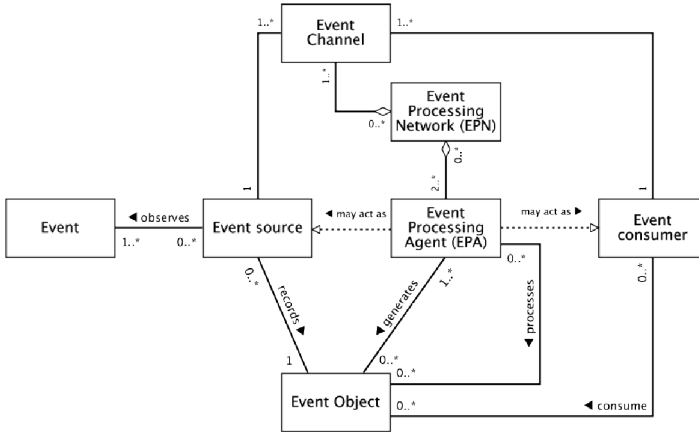 1..*
Event
Channel
1..*
1..*
0..*
Event
Processing
Network (EPN)
0..*
2..*
1
1
Event
◄ observes
1..*
0..*
Event source
◄ may act as
Event
Processing
Agent (EPA)
may act as ►
Event
consumer
0..*
records ►
1
1..*
◄ generates
0..*
0..*
◄ processes
0..*
0..*
Event Object
0..*
◄ consume